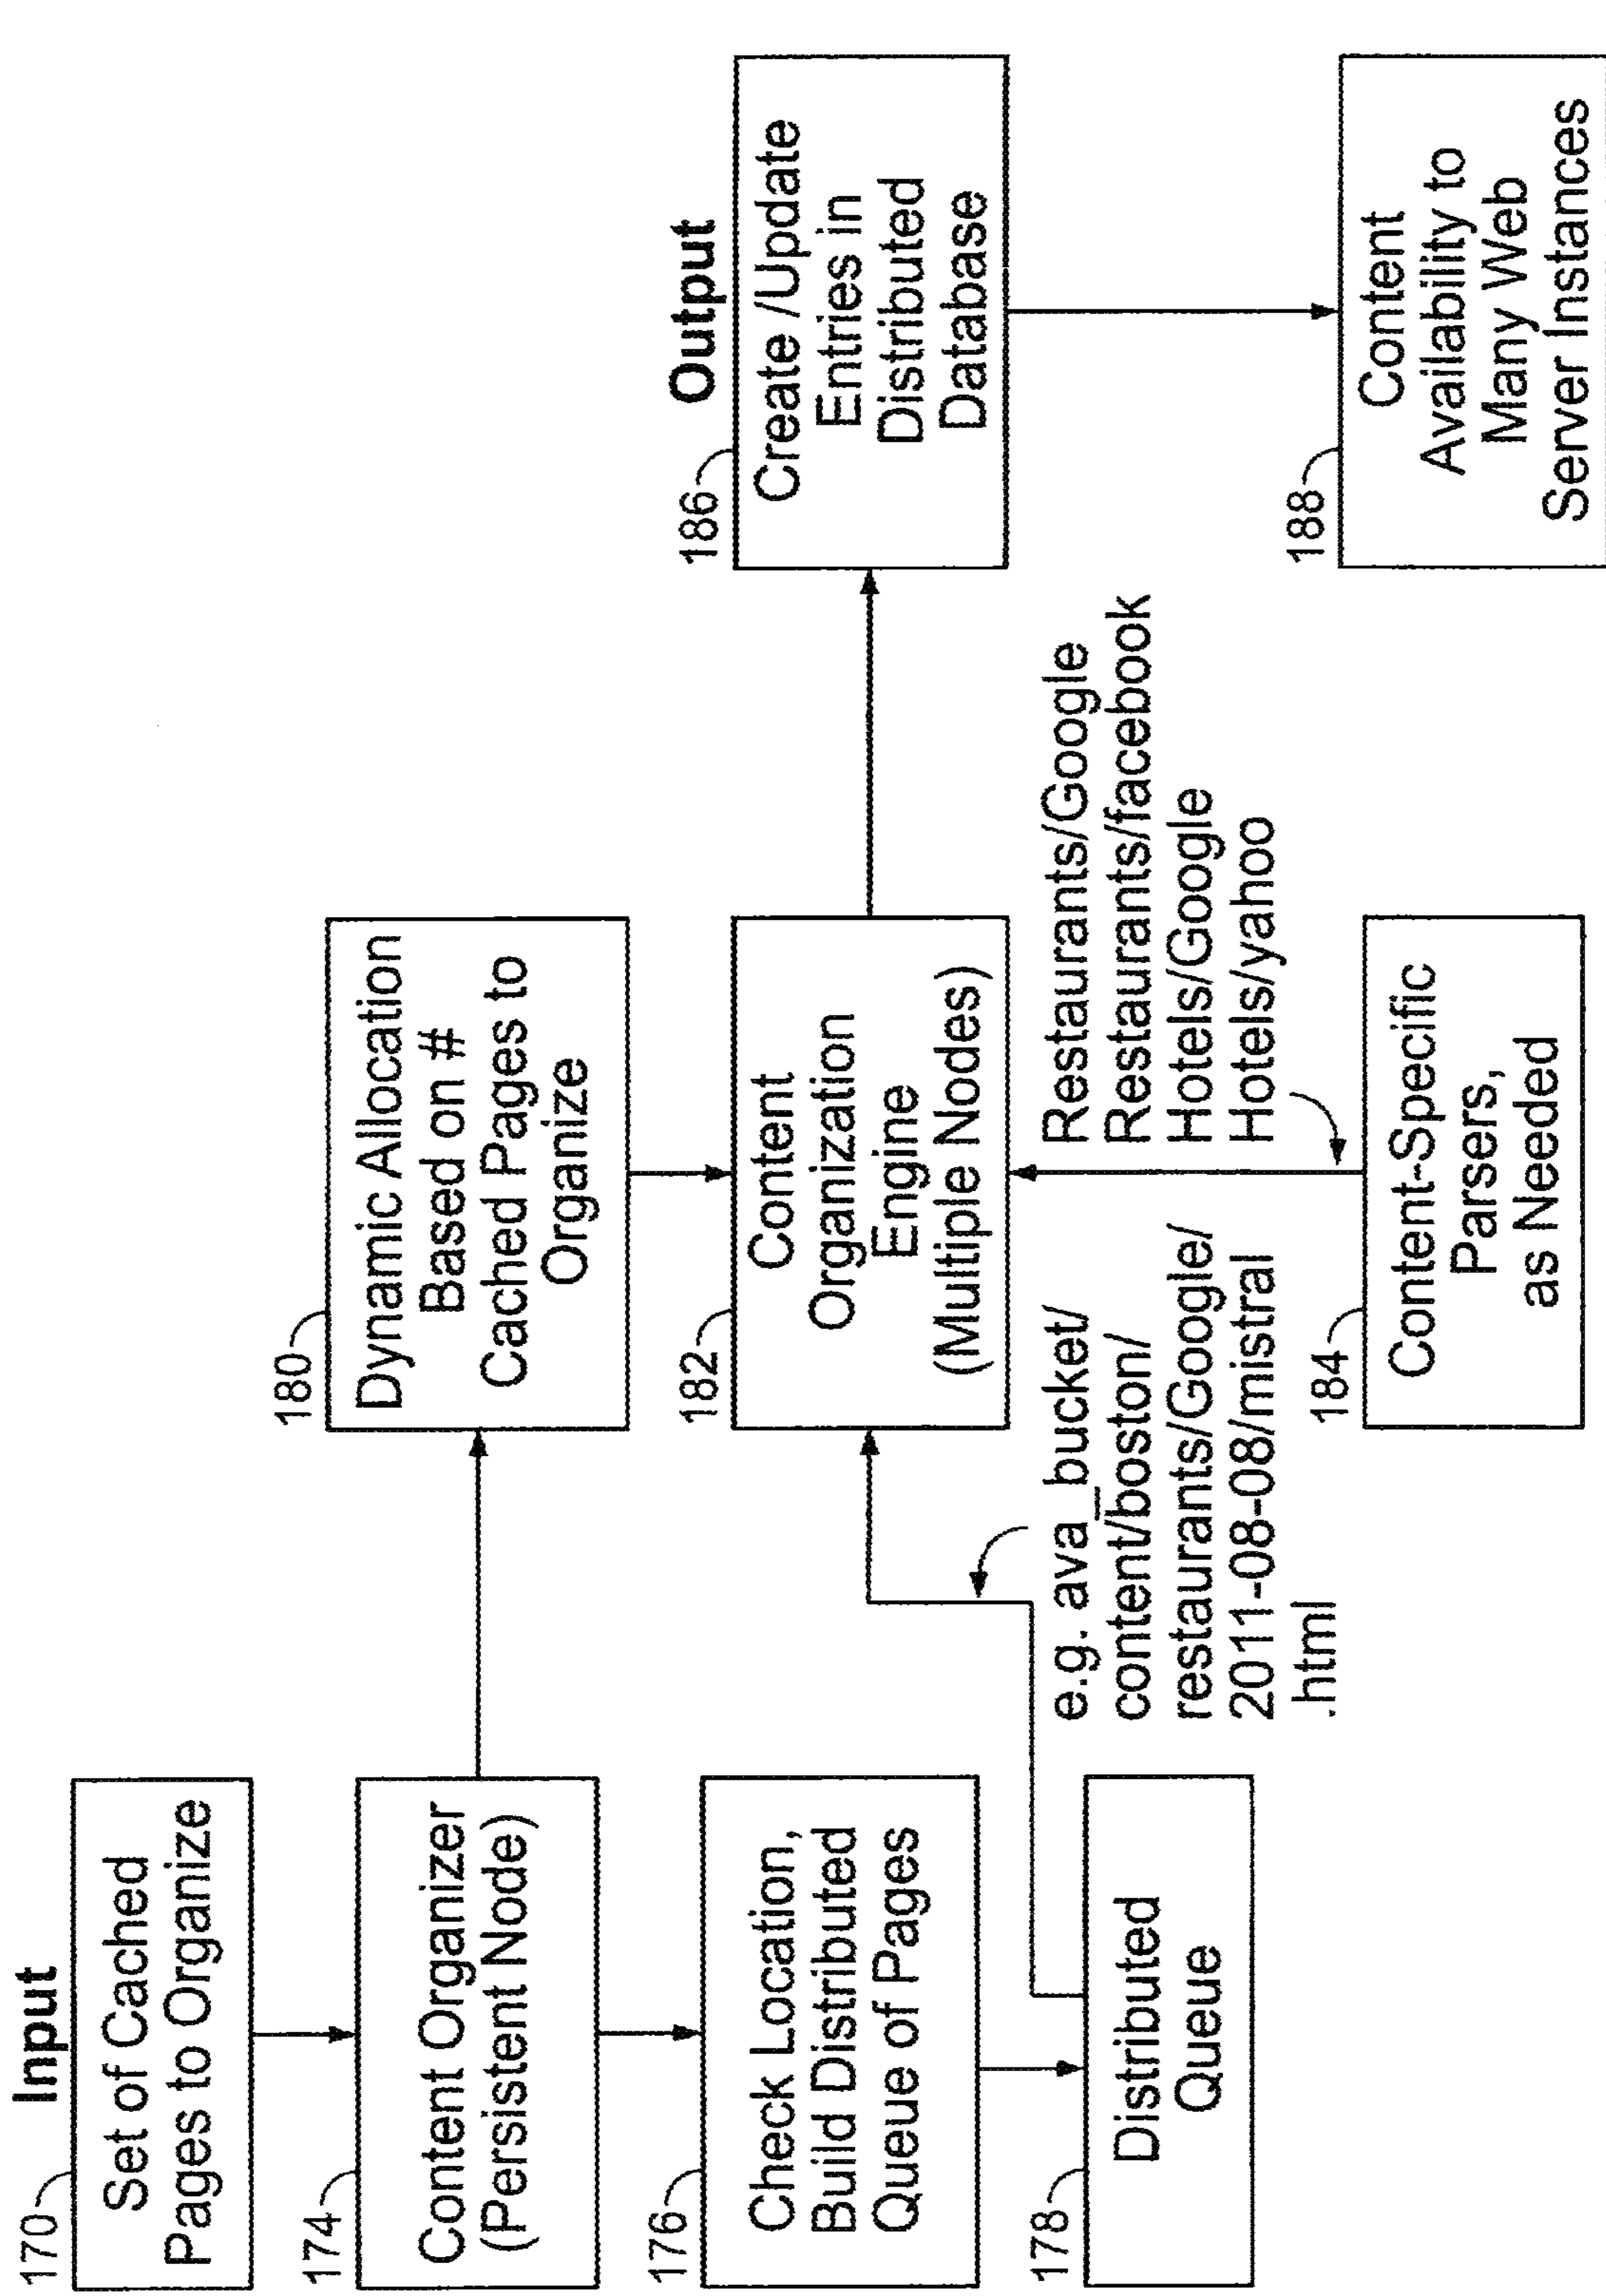 Input
170
Set of Cached
Pages to Organize
174
Content Organizer
(Persistent Node)
176
Check Location,
Build Distributed
Queue of Pages
178
Distributed
Queue
180
Dynamic Allocation
Based on #
Cached Pages to
Organize
182
Content
Organization
Engine
(Multiple Nodes)
e.g. ava_bucket/
content/boston/
restaurants/Google/
2011-08-08/mistral
.html
Restaurants/Google
Restaurants/facebook
Hotels/Google
Hotels/yahoo
184
Content-Specific
Parsers,
as Needed
Output
186
Create /Update
Entries in
Distributed
Database
188
Content
Availability to
Many Web
Server Instances